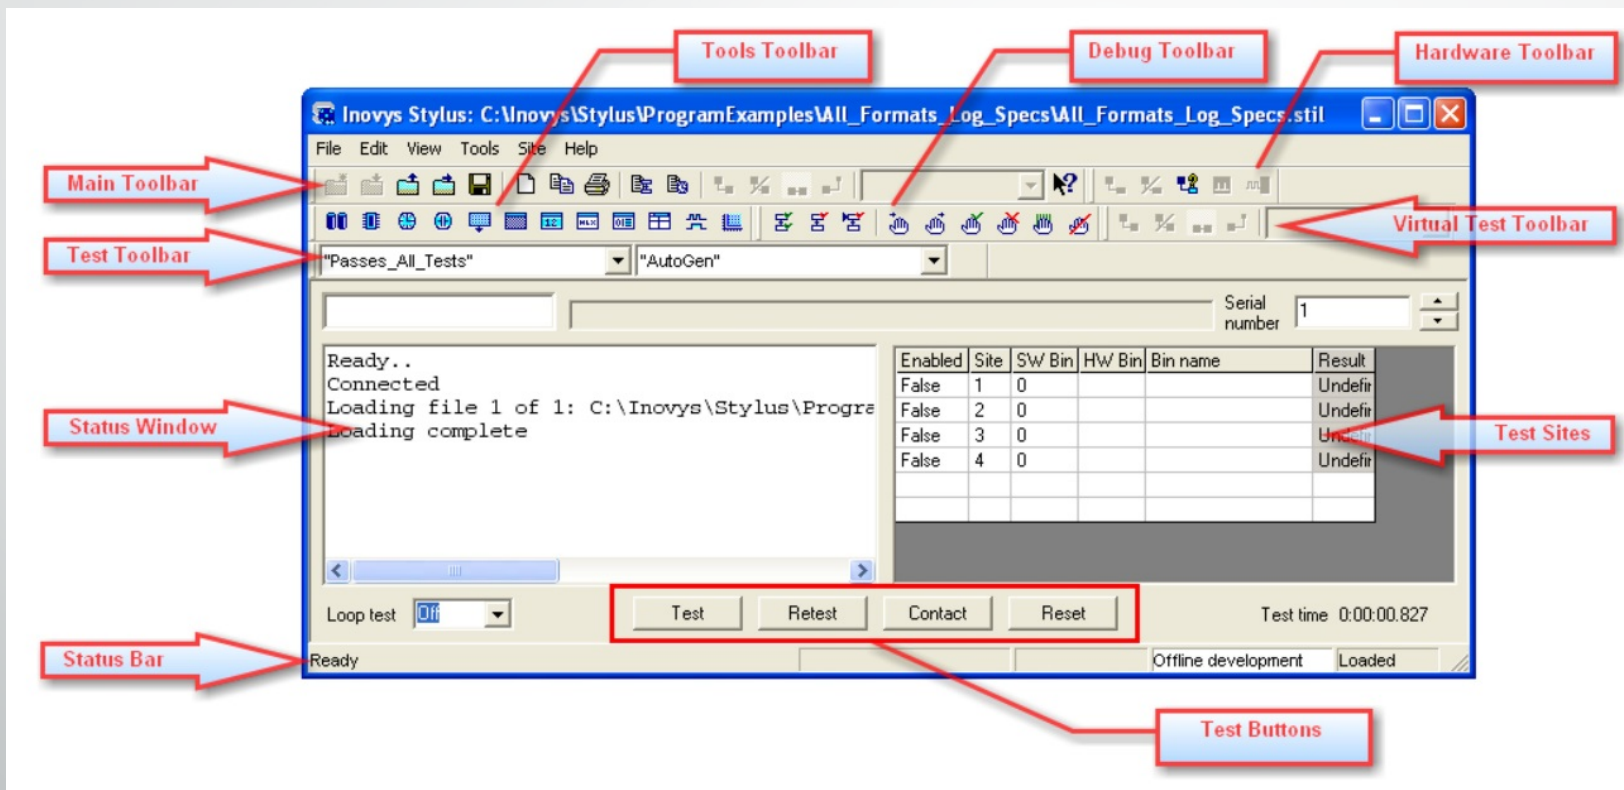 Tools Toolbar
Debug Toolbar
Hardware Toolbar
Inovys Stylus: C:\Inovys\Stylus\ProgramExamples\All_Formats_Log_Specs\All_Formats_Log_Specs.stil
File Edit View Tools Site Help
Main Toolbar
Virtual Test Toolbar
Test Toolbar
"Passes_All_Tests" "AutoGen"
Serial number 1
Ready..
Connected
Loading file 1 of 1: C:\Inovys\Stylus\Progra
Loading complete
Status Window
Enabled Site SW Bin HW Bin Bin name Result
False 1 0 Undefin
False 2 0 Undefin
False 3 0 Undefin
False 4 0 Undefin
Test Sites
Loop test Off Test Retest Contact Reset Test time 0:00:00.827
Status Bar
Ready Offline development Loaded
Test Buttons